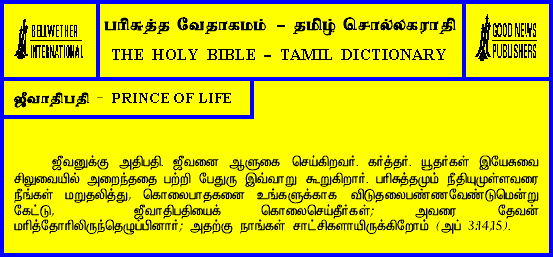 BELLWETHER
INTERNATIONAL
பரிசுத்த வேதாகமம் - தமிழ் சொல்லகராதி
THE HOLY BIBLE - TAMIL DICTIONARY
GOOD NEWS
PUBLISHERS
ஜீவாதிபதி - PRINCE OF LIFE
ஜீவனுக்கு அதிபதி. ஜீவனை ஆளுகை செய்கிறவர். கர்த்தர். யூதர்கள் இயேசுவை
சிலுவையில் அறைந்ததை பற்றி பேதுரு இவ்வாறு கூறுகிறார். பரிசுத்தமும் நீதியுமுள்ளவரை
நீங்கள் மறுதலித்து, கொலைபாதகனை உங்களுக்காக விடுதலைபண்ணவேண்டுமென்று
கேட்டு, ஜீவாதிபதியைக் கொலைசெய்தீர்கள்; அவரை தேவன்
மரித்தோரிலிருந்தெழுப்பினார்; அதற்கு நாங்கள் சாட்சிகளாயிருக்கிறோம் (அப் 3:14,15).